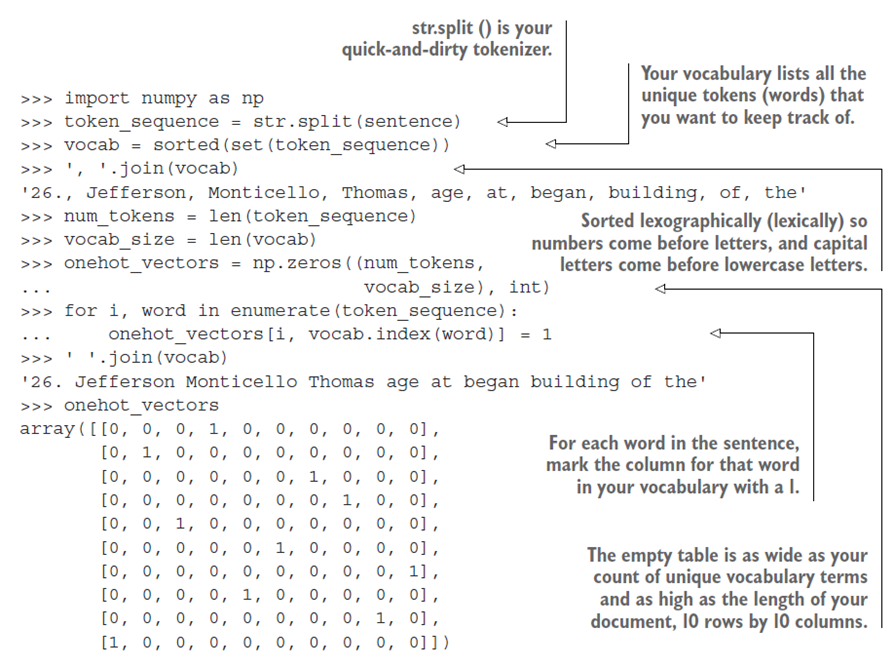 str.split () is your
quick-and-dirty tokenizer.
Your vocabulary lists all the
unique tokens (words) that
you want to keep track of.
>>> import numpy as np
>>> token_sequence = str.split(sentence)
>>> vocab = sorted(set(token_sequence))
>>> ', '.join(vocab)
'26., Jefferson, Monticello, Thomas, age, at, began, building, of, the'
>>> num_tokens = len(token_sequence)
>>> vocab_size = len(vocab)
>>> onehot_vectors = np.zeros((num_tokens,
... vocab_size), int)
>>> for i, word in enumerate(token_sequence):
... onehot_vectors[i, vocab.index(word)] = 1
>>> ' '.join(vocab)
'26. Jefferson Monticello Thomas age at began building of the'
>>> onehot_vectors
array([[0, 0, 0, 1, 0, 0, 0, 0, 0, 0],
[0, 1, 0, 0, 0, 0, 0, 0, 0, 0],
[0, 0, 0, 0, 0, 0, 1, 0, 0, 0],
[0, 0, 0, 0, 0, 0, 0, 1, 0, 0],
[0, 0, 1, 0, 0, 0, 0, 0, 0, 0],
[0, 0, 0, 0, 0, 1, 0, 0, 0, 0],
[0, 0, 0, 0, 0, 0, 0, 0, 0, 1],
[0, 0, 0, 0, 1, 0, 0, 0, 0, 0],
[0, 0, 0, 0, 0, 0, 0, 0, 1, 0],
[1, 0, 0, 0, 0, 0, 0, 0, 0, 0]])
Sorted lexographically (lexically) so
numbers come before letters, and capital
letters come before lowercase letters.
For each word in the sentence,
mark the column for that word
in your vocabulary with a 1.
The empty table is as wide as your
count of unique vocabulary terms
and as high as the length of your
document, 10 rows by 10 columns.